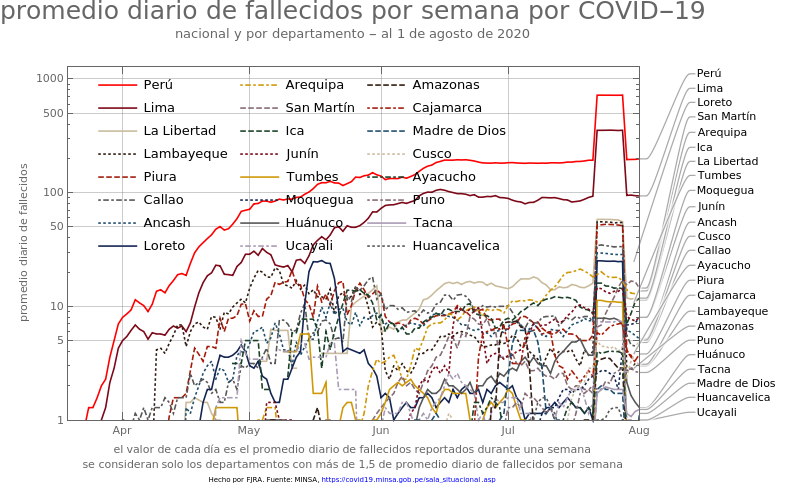 promedio diario de fallecidos por semana por COVID−19
nacional y por departamento − al 1 de agosto de 2020
promedio diario de fallecidos
1000
500
100
50
10
5
1
Apr May Jun Jul Aug
Perú Arequipa Amazonas
Lima San Martín Cajamarca
La Libertad Ica Madre de Dios
Lambayeque Junín Cusco
Piura Tumbes Ayacucho
Callao Moquegua Puno
Ancash Huánuco Tacna
Loreto Ucayali Huancavelica
Perú
Lima
Loreto
San Martín
Arequipa
Ica
La Libertad
Tumbes
Moquegua
Junín
Ancash
Cusco
Callao
Ayacucho
Piura
Cajamarca
Lambayeque
Amazonas
Puno
Huánuco
Tacna
Madre de Dios
Huancavelica
Ucayali
el valor de cada día es el promedio diario de fallecidos reportados durante una semana
se consideran solo los departamentos con más de 1,5 de promedio diario de fallecidos por semana
Hecho por FJRA. Fuente: MINSA, https://covid19.minsa.gob.pe/sala_situacional.asp